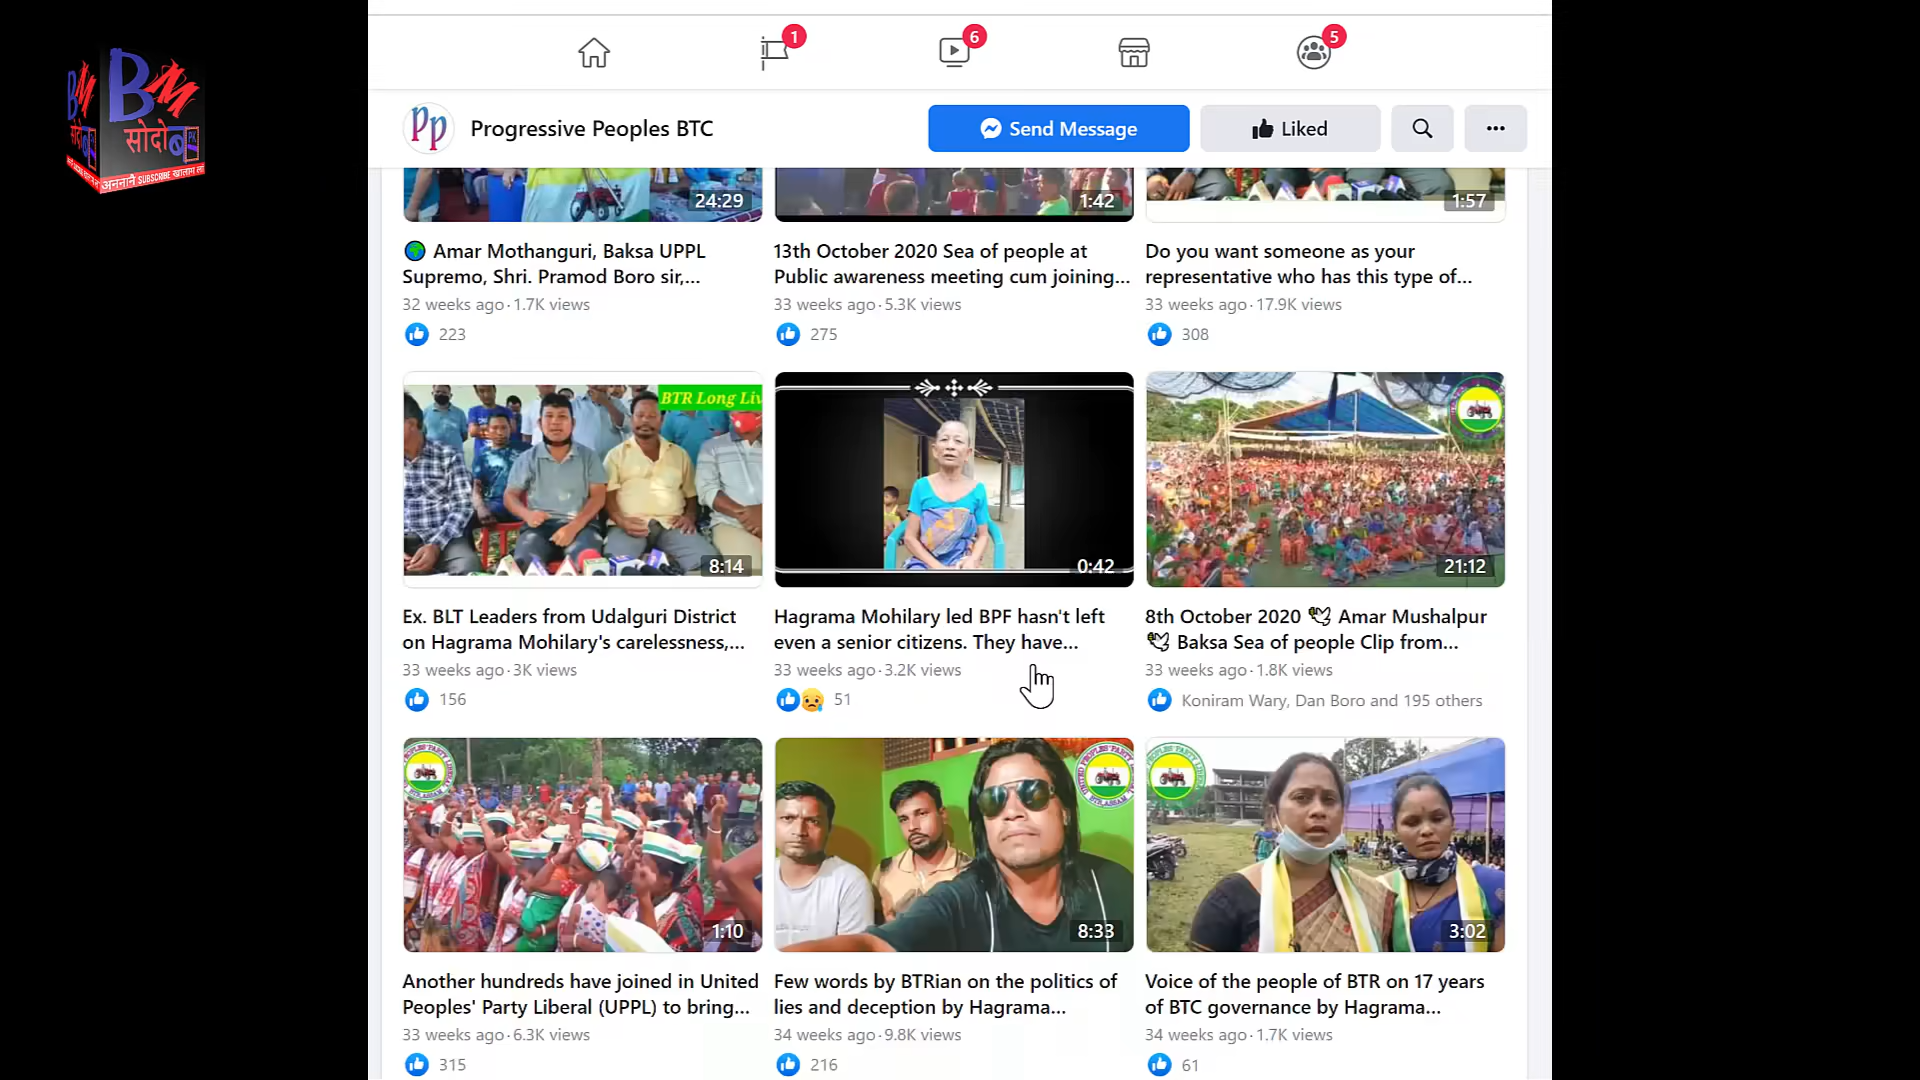 BM
सोदोब
अननानै SUBSCRIBE खालाम ला
1
6
5
Pp
Progressive Peoples BTC
Send Message
Liked
24:29
1:42
1:57
Amar Mothanguri, Baksa UPPL
Supremo, Shri. Pramod Boro sir,...
32 weeks ago · 1.7K views
223
13th October 2020 Sea of people at
Public awareness meeting cum joining...
33 weeks ago · 5.3K views
275
Do you want someone as your
representative who has this type of...
33 weeks ago · 17.9K views
308
BTR Long Liv
8:14
0:42
21:12
Ex. BLT Leaders from Udalguri District
on Hagrama Mohilary's carelessness,...
33 weeks ago · 3K views
156
Hagrama Mohilary led BPF hasn't left
even a senior citizens. They have...
33 weeks ago · 3.2K views
51
8th October 2020 🕊 Amar Mushalpur
🕊 Baksa Sea of people Clip from...
33 weeks ago · 1.8K views
Koniram Wary, Dan Boro and 195 others
1:10
8:33
3:02
Another hundreds have joined in United
Peoples' Party Liberal (UPPL) to bring...
33 weeks ago · 6.3K views
315
Few words by BTRian on the politics of
lies and deception by Hagrama...
34 weeks ago · 9.8K views
216
Voice of the people of BTR on 17 years
of BTC governance by Hagrama...
34 weeks ago · 1.7K views
61